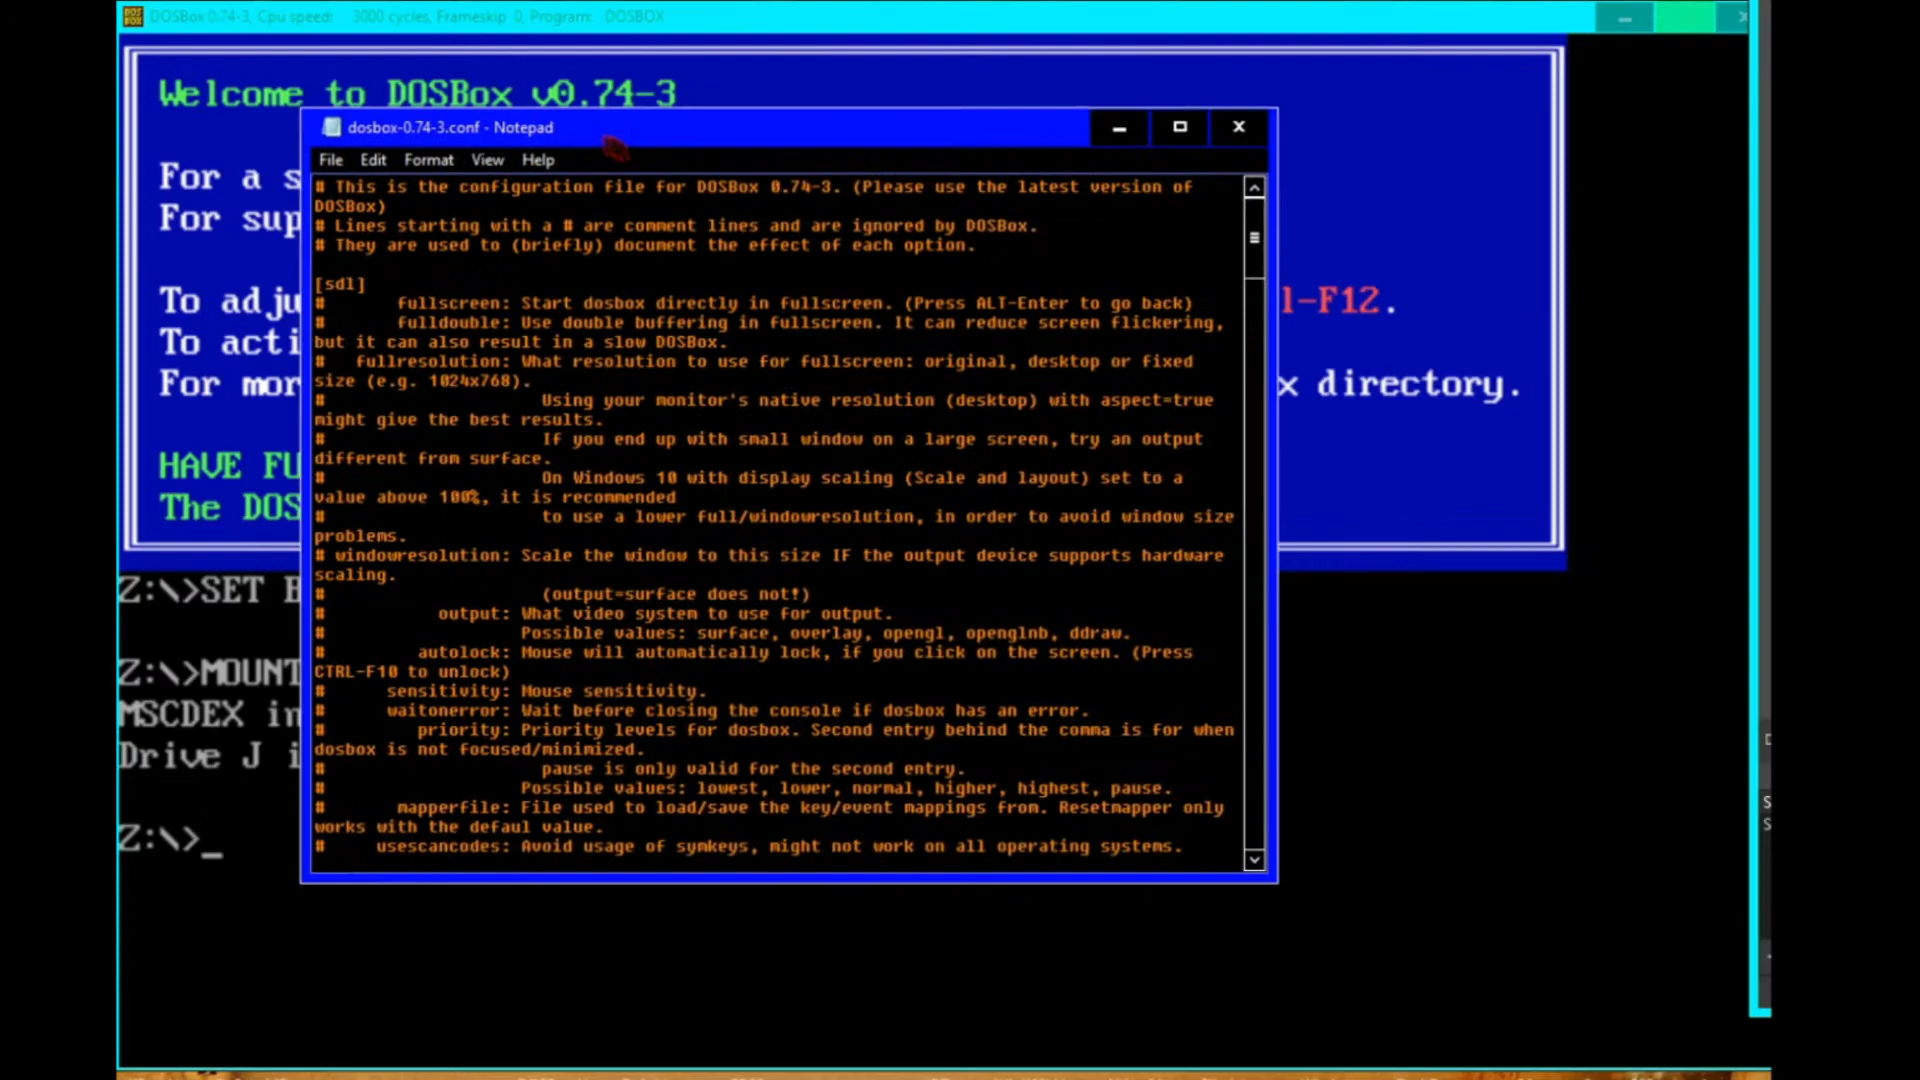 DOSBox 0.74-3, Cpu speed: 3000 cycles, Frameskip 0, Program: DOSBOX
Welcome to DOSBox v0.74-3
For a s
For sup
To adju
l-F12.
To acti
For mor
x directory.
HAVE FU
The DOS
Z:\>SET B
Z:\>MOUNT
MSCDEX in
Drive J i
Z:\>_
dosbox-0.74-3.conf - Notepad
File Edit Format View Help
# This is the configuration file for DOSBox 0.74-3. (Please use the latest version of
DOSBox)
# Lines starting with a # are comment lines and are ignored by DOSBox.
# They are used to (briefly) document the effect of each option.
[sdl]
# fullscreen: Start dosbox directly in fullscreen. (Press ALT-Enter to go back)
# fulldouble: Use double buffering in fullscreen. It can reduce screen flickering,
but it can also result in a slow DOSBox.
# fullresolution: What resolution to use for fullscreen: original, desktop or fixed
size (e.g. 1024x768).
# Using your monitor's native resolution (desktop) with aspect=true
might give the best results.
# If you end up with small window on a large screen, try an output
different from surface.
# On Windows 10 with display scaling (Scale and layout) set to a
value above 100%, it is recommended
# to use a lower full/windowresolution, in order to avoid window size
problems.
# windowresolution: Scale the window to this size IF the output device supports hardware
scaling.
# (output=surface does not!)
# output: What video system to use for output.
# Possible values: surface, overlay, opengl, openglnb, ddraw.
# autolock: Mouse will automatically lock, if you click on the screen. (Press
CTRL-F10 to unlock)
# sensitivity: Mouse sensitivity.
# waitonerror: Wait before closing the console if dosbox has an error.
# priority: Priority levels for dosbox. Second entry behind the comma is for when
dosbox is not focused/minimized.
# pause is only valid for the second entry.
# Possible values: lowest, lower, normal, higher, highest, pause.
# mapperfile: File used to load/save the key/event mappings from. Resetmapper only
works with the defaul value.
# usescancodes: Avoid usage of symkeys, might not work on all operating systems.